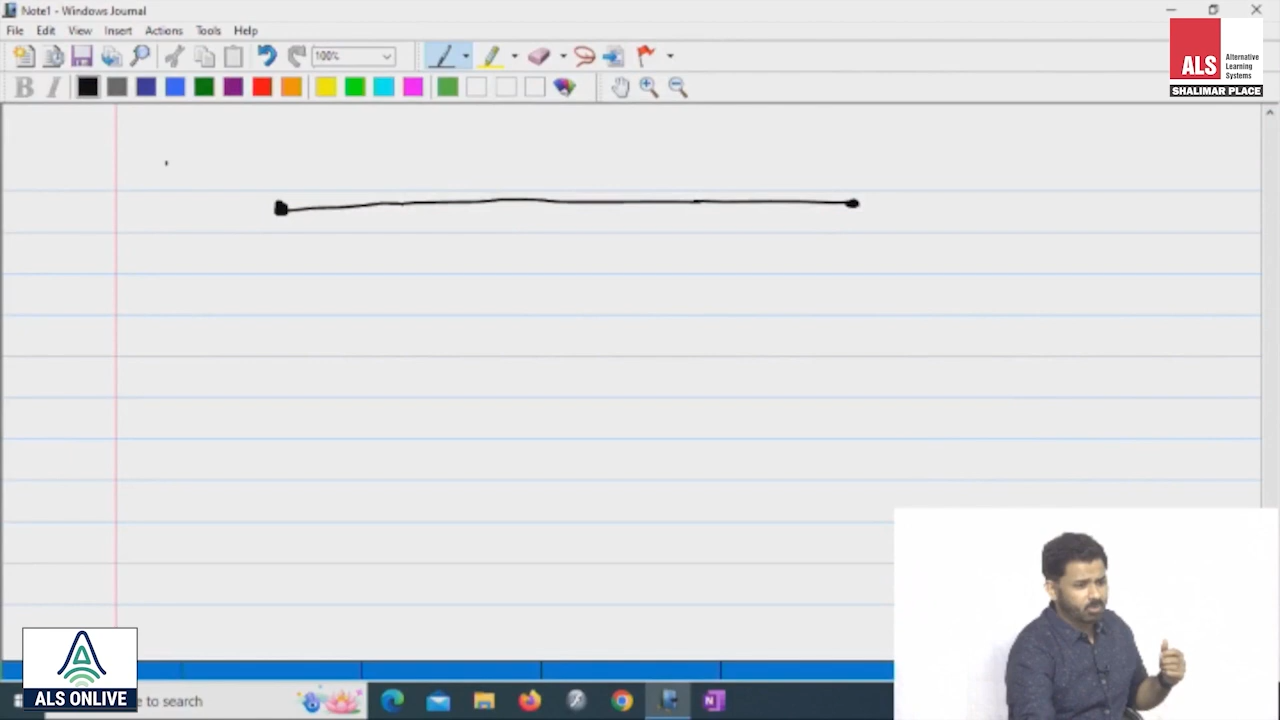 Note1 - Windows Journal
File Edit View Insert Actions Tools Help
100%
B I
ALS
Alternative
Learning
Systems
SHALIMAR PLACE
ALS ONLIVE
e to search